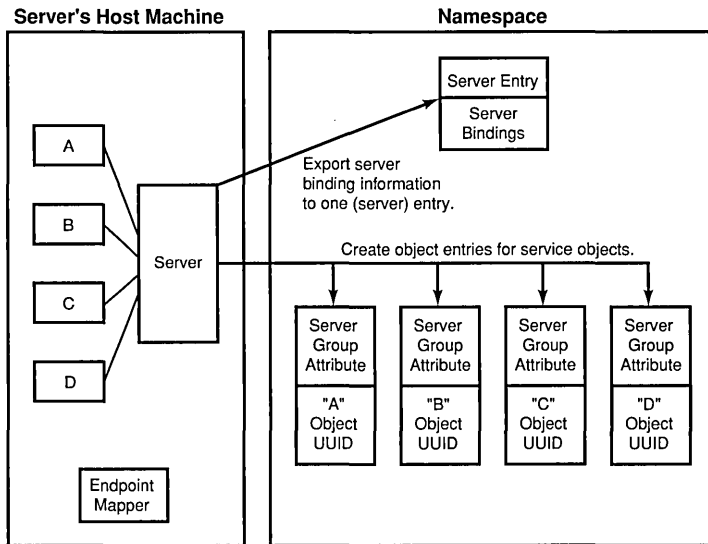 Server's Host Machine
Namespace
Server Entry
Server
Bindings
A
B
C
D
Server
Export server
binding information
to one (server) entry.
Create object entries for service objects.
Server
Group
Attribute
"A"
Object
UUID
Server
Group
Attribute
"B"
Object
UUID
Server
Group
Attribute
"C"
Object
UUID
Server
Group
Attribute
"D"
Object
UUID
Endpoint
Mapper